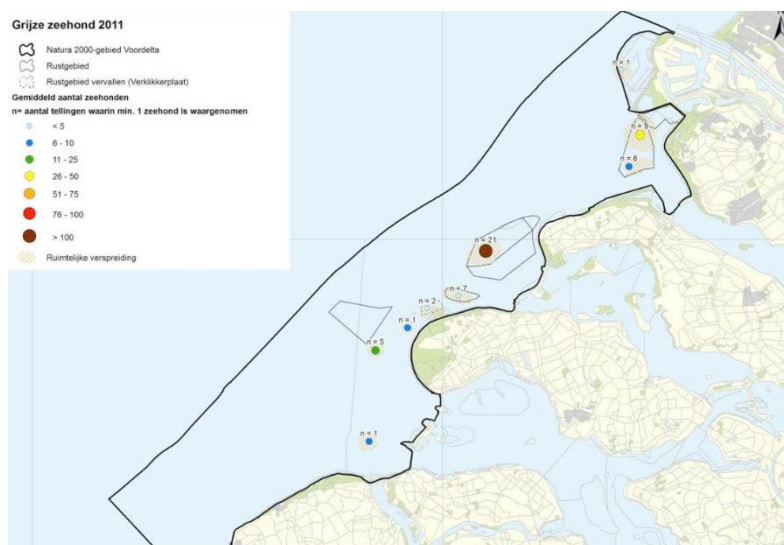 Grijze zeehond 2011
Natura 2000-gebied Voordelta
Rustgebied
Rustgebied vervallen (Verklikkerplaat)
Gemiddeld aantal zeehonden
n= aantal tellingen waarin min. 1 zeehond is waargenomen
< 5
6 - 10
11 - 25
26 - 50
51 - 75
76 - 100
> 100
Ruimtelijke verspreiding
n = 1
n = 9
n = 6
n = 21
n = 7
n = 2
n = 1
n = 5
n = 1